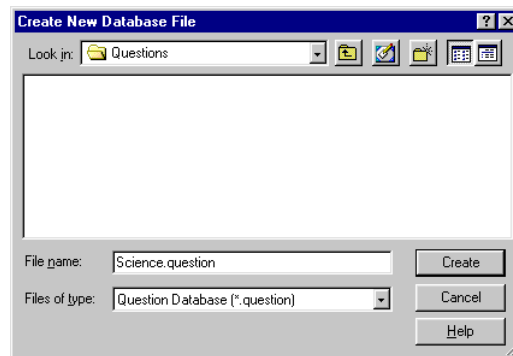 Create New Database File
Look in: Questions
File name: Science.question Create
Files of type: Question Database (*.question) Cancel
Help